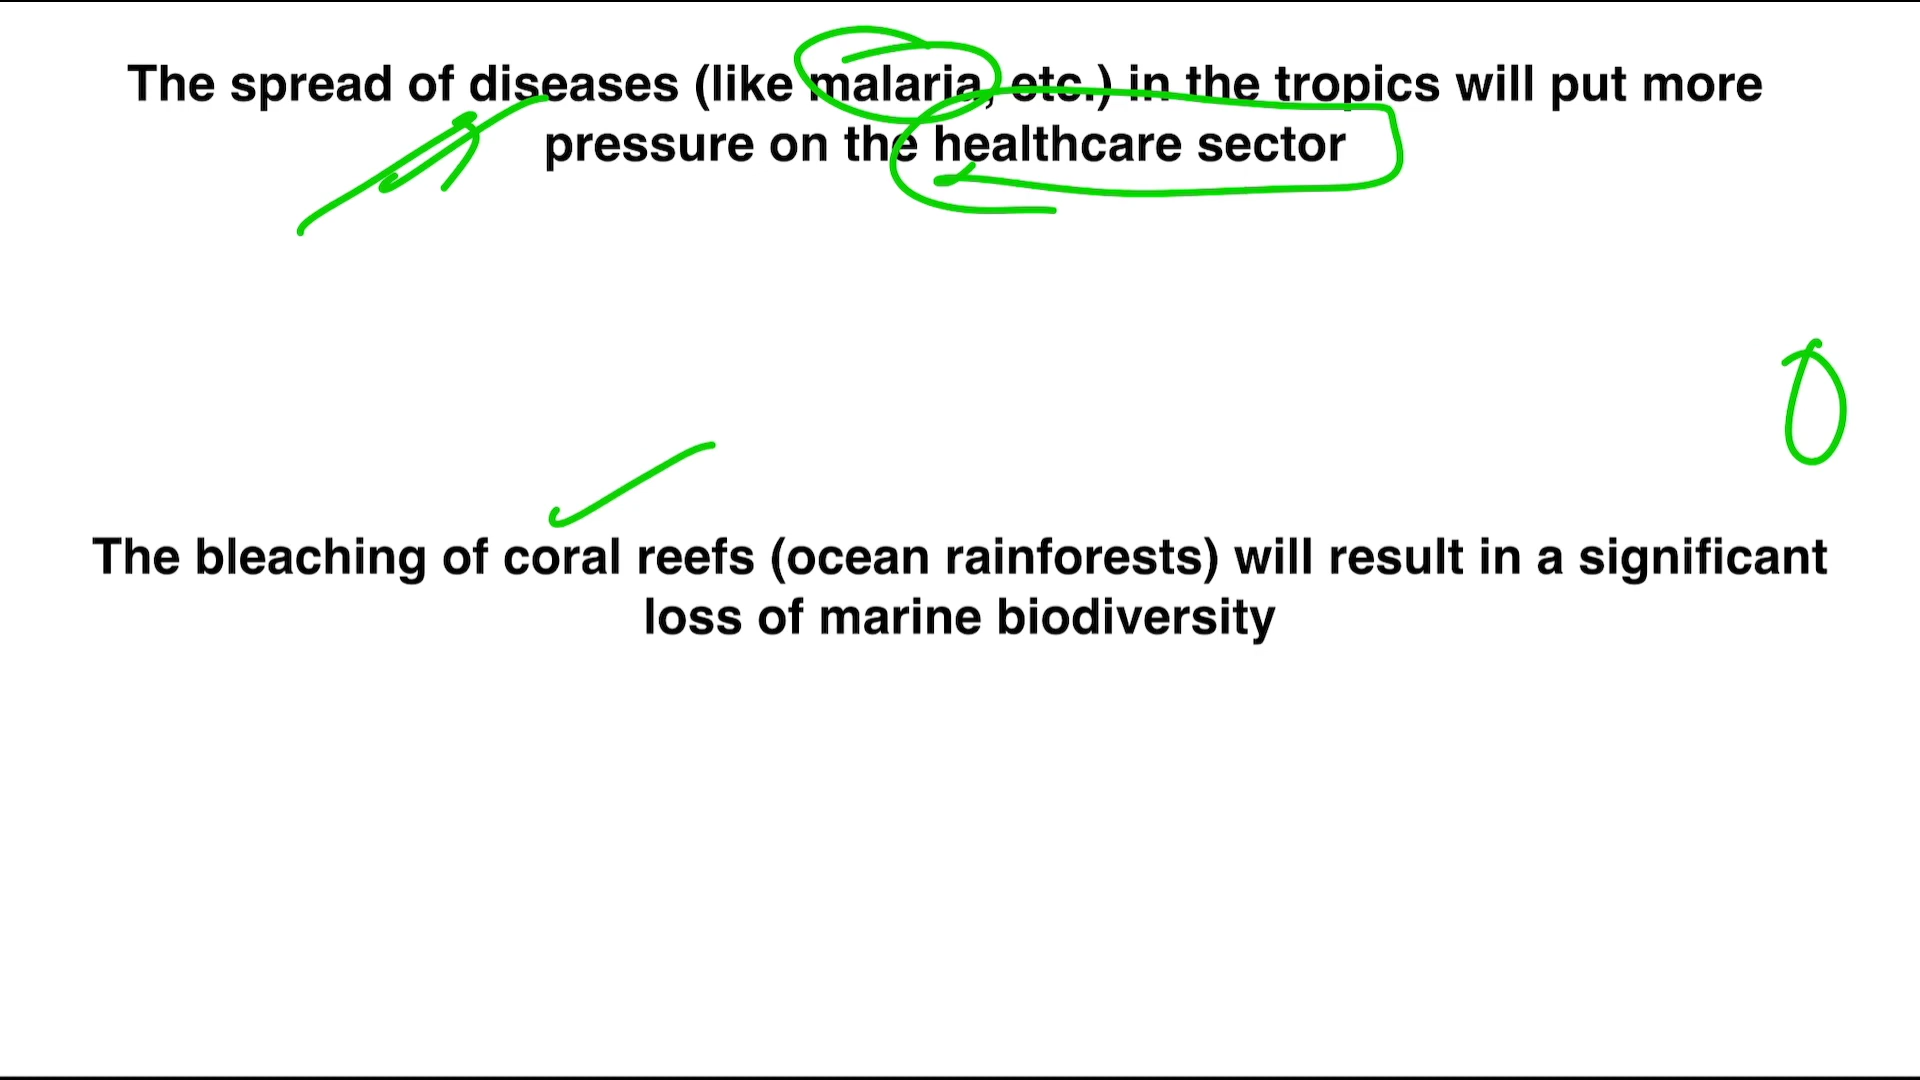 The spread of diseases (like malaria, etc.) in the tropics will put more
pressure on the healthcare sector
The bleaching of coral reefs (ocean rainforests) will result in a significant
loss of marine biodiversity